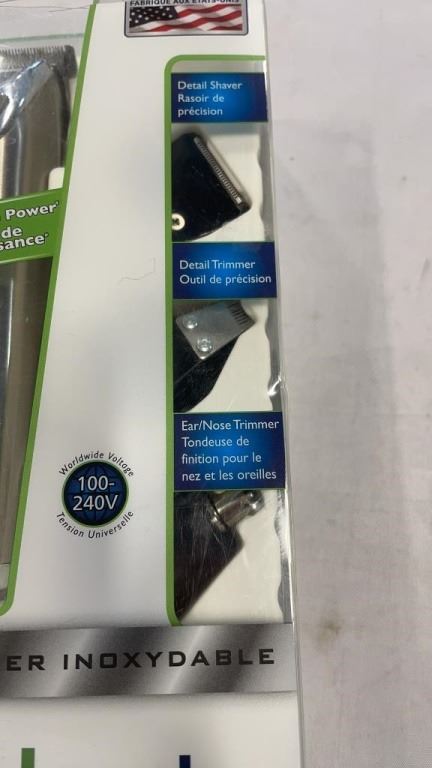 FABRIQUÉ AUX ÉTATS-UNIS
Detail Shaver
Rasoir de
précision
Power*
de
sance*
Detail Trimmer
Outil de précision
Ear/Nose Trimmer
Tondeuse de
finition pour le
nez et les oreilles
Worldwide Voltage
100-
240V
Tension Universelle
ER INOXYDABLE